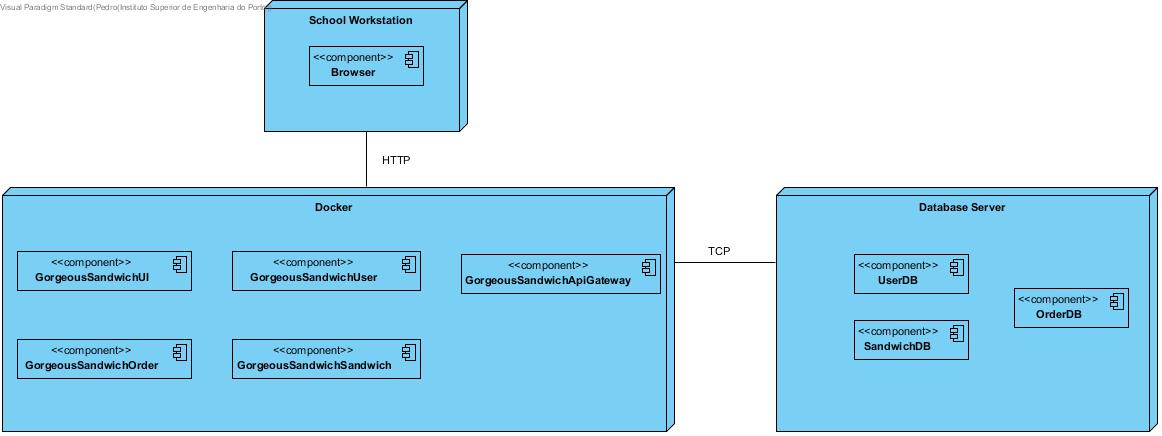 Visual Paradigm Standard(Pedro(Instituto Superior de Engenharia do Porto
School Workstation
<<component>>
Browser
HTTP
Docker
<<component>>
GorgeousSandwichUI
<<component>>
GorgeousSandwichUser
<<component>>
GorgeousSandwichApiGateway
<<component>>
GorgeousSandwichOrder
<<component>>
GorgeousSandwichSandwich
TCP
Database Server
<<component>>
UserDB
<<component>>
OrderDB
<<component>>
SandwichDB